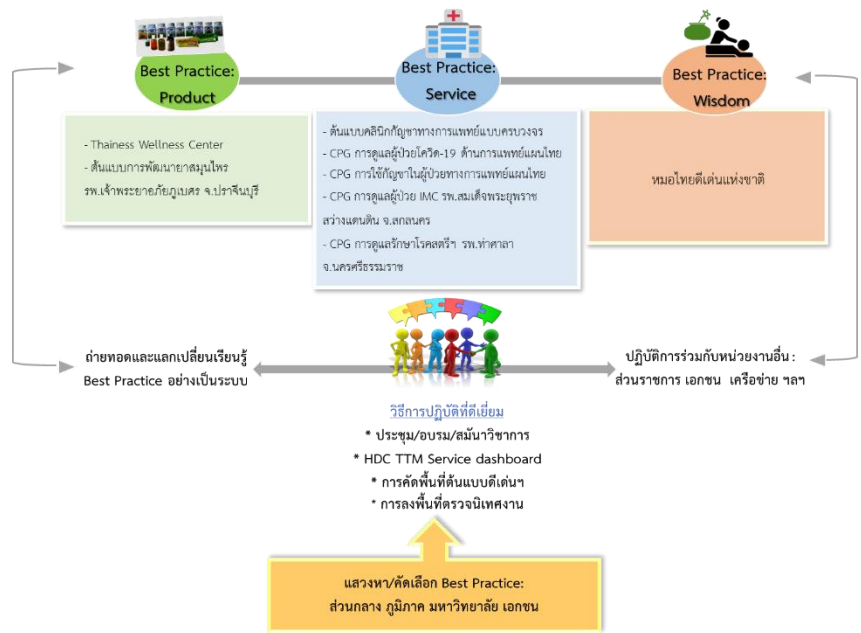 Best Practice:
Product
Best Practice:
Service
Best Practice:
Wisdom
- Thainess Wellness Center
- ต้นแบบการพัฒนายาสมุนไพร
รพ.เจ้าพระยาอภัยภูเบศร จ.ปราจีนบุรี
- ต้นแบบคลินิกกัญชาทางการแพทย์แบบครบวงจร
- CPG การดูแลผู้ป่วยโควิด-19 ด้านการแพทย์แผนไทย
- CPG การใช้กัญชาในผู้ป่วยทางการแพทย์แผนไทย
- CPG การดูแลผู้ป่วย IMC รพ.สมเด็จพระยุพราช
สว่างแดนดิน จ.สกลนคร
- CPG การดูแลรักษาโรคสตรีฯ รพ.ท่าศาลา
จ.นครศรีธรรมราช
หมอไทยดีเด่นแห่งชาติ
ถ่ายทอดและแลกเปลี่ยนเรียนรู้
Best Practice อย่างเป็นระบบ
ปฏิบัติการร่วมกับหน่วยงานอื่น :
ส่วนราชการ เอกชน เครือข่าย ฯลฯ
วิธีการปฏิบัติที่ดีเยี่ยม
* ประชุม/อบรม/สมันาวิชาการ
* HDC TTM Service dashboard
* การคัดพื้นที่ต้นแบบดีเด่นฯ
* การลงพื้นที่ตรวจนิเทศงาน
แสวงหา/คัดเลือก Best Practice:
ส่วนกลาง ภูมิภาค มหาวิทยาลัย เอกชน